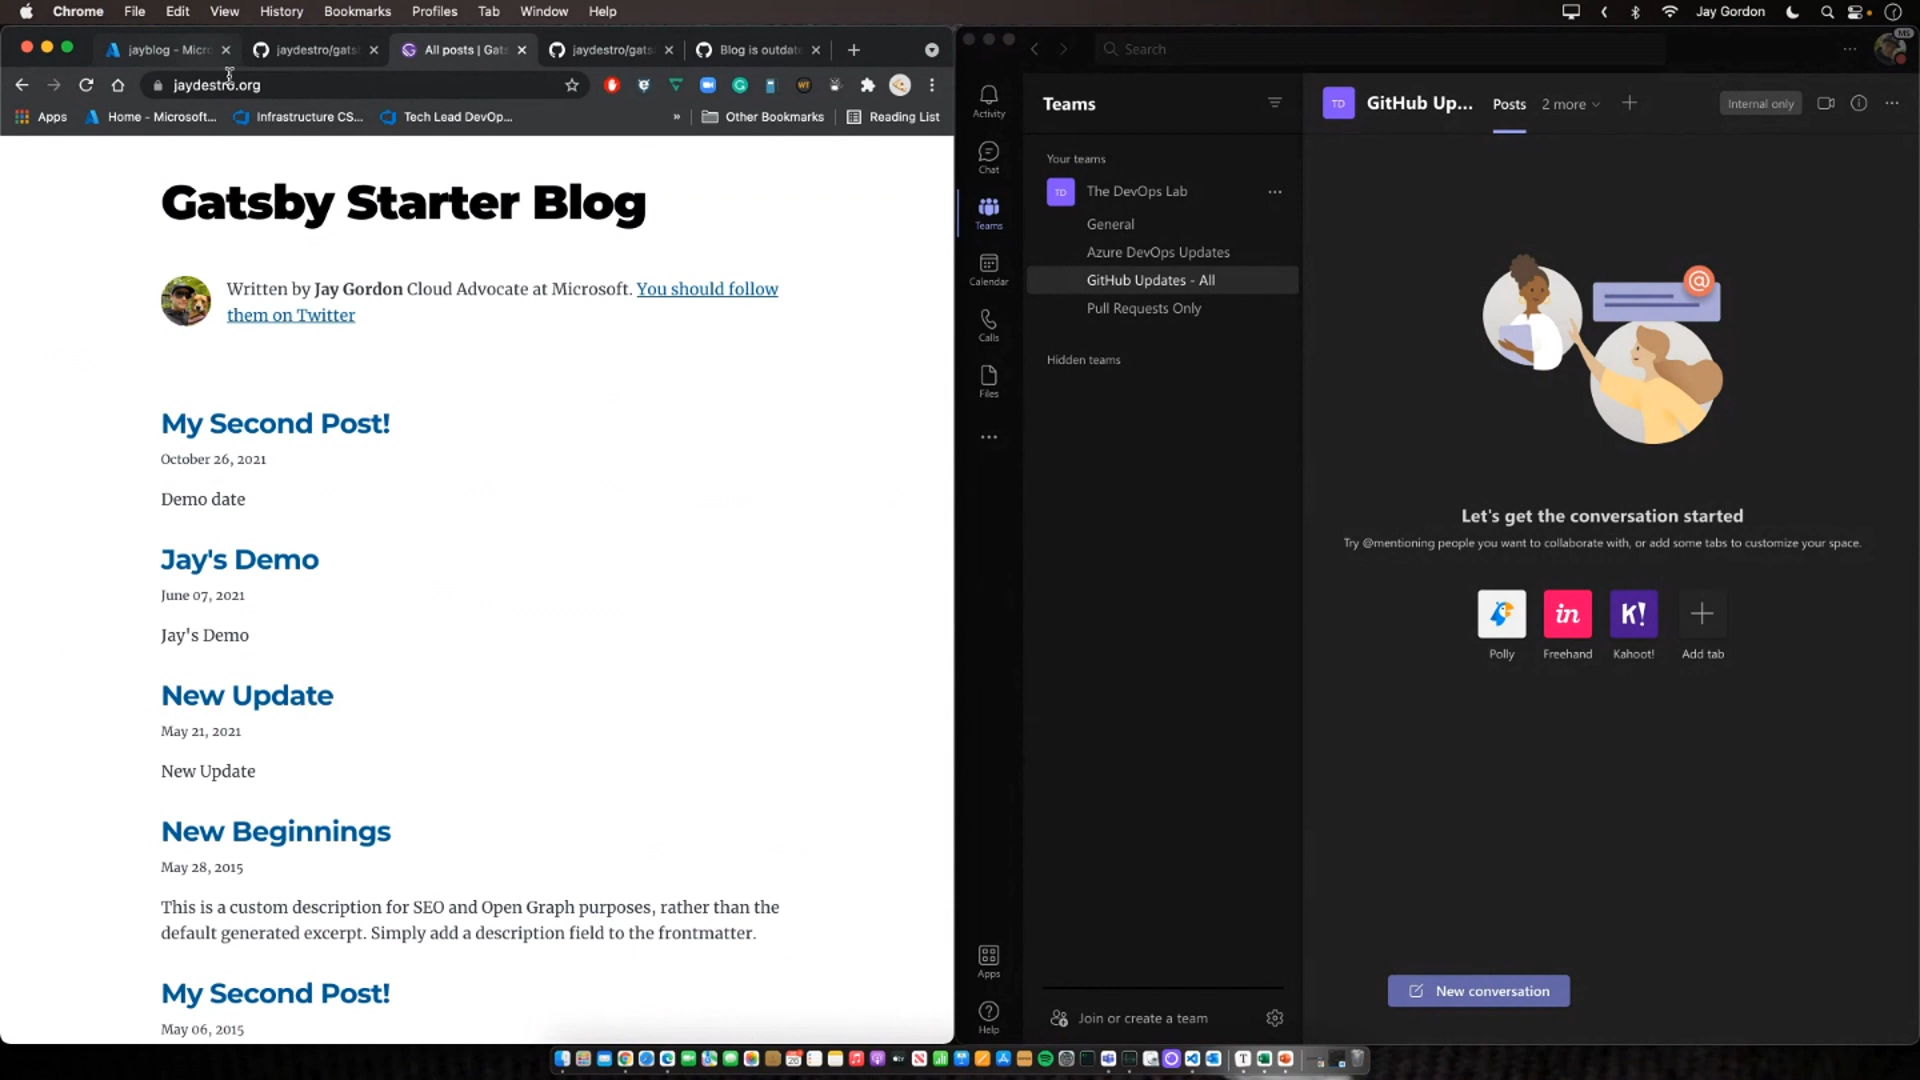 Chrome File Edit View History Bookmarks Profiles Tab Window Help Jay Gordon
jayblog - Micro jaydestro/gats All posts | Gats jaydestro/gats Blog is outda
jaydestro.org
Apps Home - Microsoft... Infrastructure CS... Tech Lead DevOp... » Other Bookmarks Reading List
Gatsby Starter Blog
Written by Jay Gordon Cloud Advocate at Microsoft. You should follow
them on Twitter
My Second Post!
October 26, 2021
Demo date
Jay's Demo
June 07, 2021
Jay's Demo
New Update
May 21, 2021
New Update
New Beginnings
May 28, 2015
This is a custom description for SEO and Open Graph purposes, rather than the
default generated excerpt. Simply add a description field to the frontmatter.
My Second Post!
May 06, 2015
Search
MS
Activity
Chat
Teams
Calendar
Calls
Files
Apps
Help
Teams
Your teams
TD The DevOps Lab
General
Azure DevOps Updates
GitHub Updates - All
Pull Requests Only
Hidden teams
Join or create a team
TD GitHub Up... Posts 2 more Internal only
@
Let's get the conversation started
Try @mentioning people you want to collaborate with, or add some tabs to customize your space.
in K!
Polly Freehand Kahoot! Add tab
New conversation